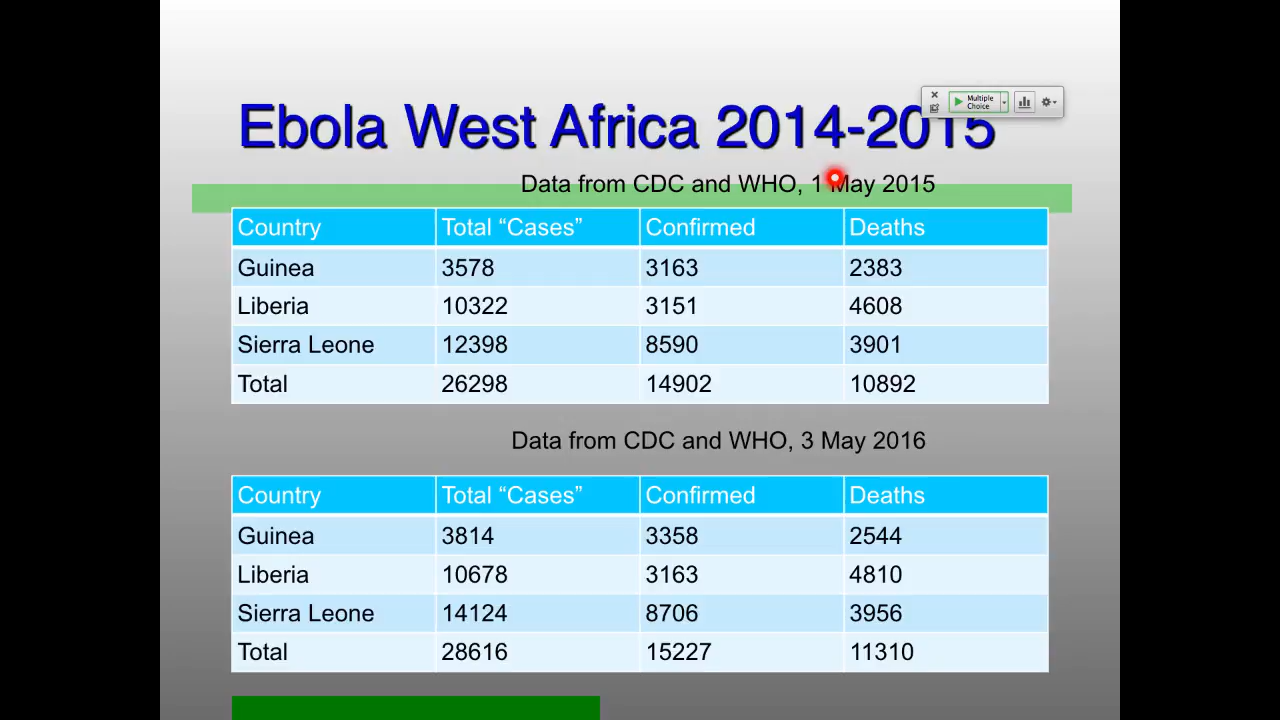 Multiple
Choice
Ebola West Africa 2014-2015
Data from CDC and WHO, 1 May 2015
Country Total “Cases” Confirmed Deaths
Guinea 3578 3163 2383
Liberia 10322 3151 4608
Sierra Leone 12398 8590 3901
Total 26298 14902 10892
Data from CDC and WHO, 3 May 2016
Country Total “Cases” Confirmed Deaths
Guinea 3814 3358 2544
Liberia 10678 3163 4810
Sierra Leone 14124 8706 3956
Total 28616 15227 11310